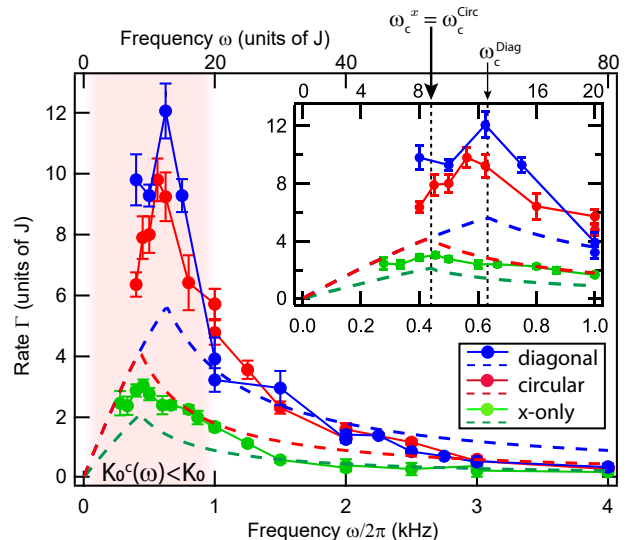 ω_c^x = ω_c^Circ
Frequency ω (units of J)
ω_c^Diag
0 20 40 80
0 4 8 12 16 20
12
10
8
6
4
2
0
Rate Γ (units of J)
12
8
4
0
0.0 0.2 0.4 0.6 0.8 1.0
diagonal
circular
x-only
K₀ᶜ(ω)<K₀
0 1 2 3 4
Frequency ω/2π (kHz)